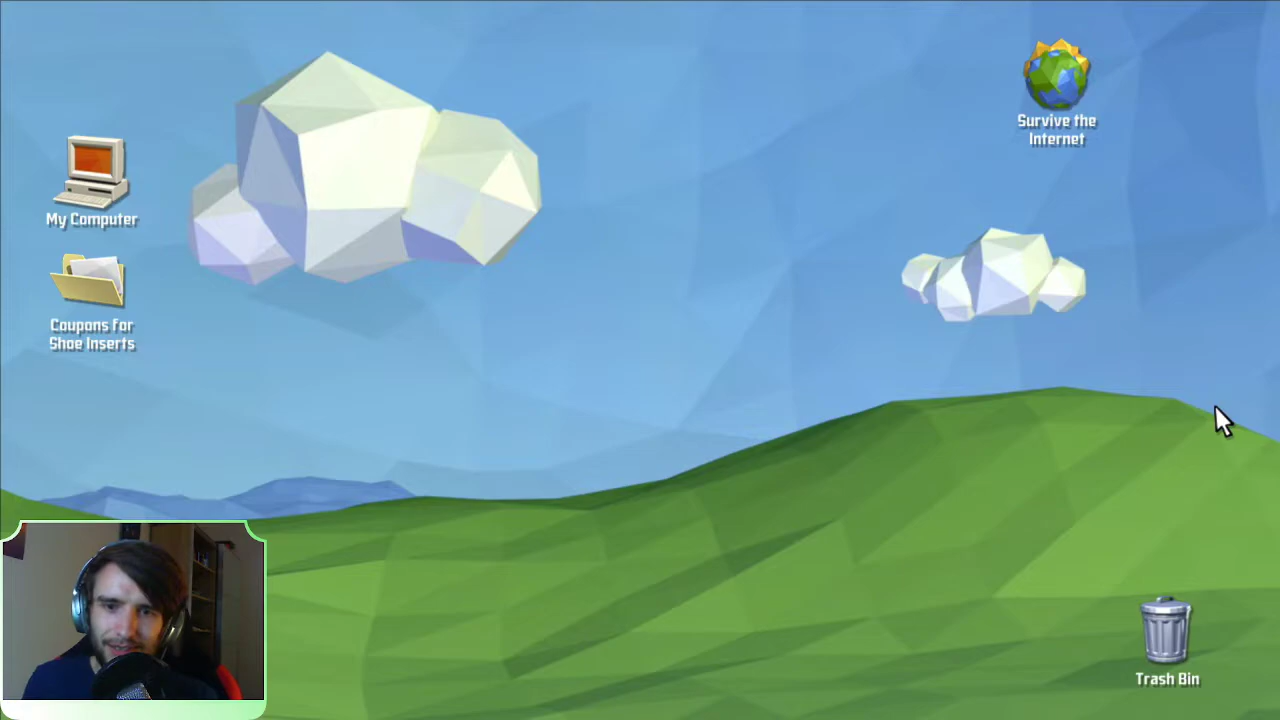 Survive the
Internet
My Computer
Coupons for
Shoe Inserts
Trash Bin